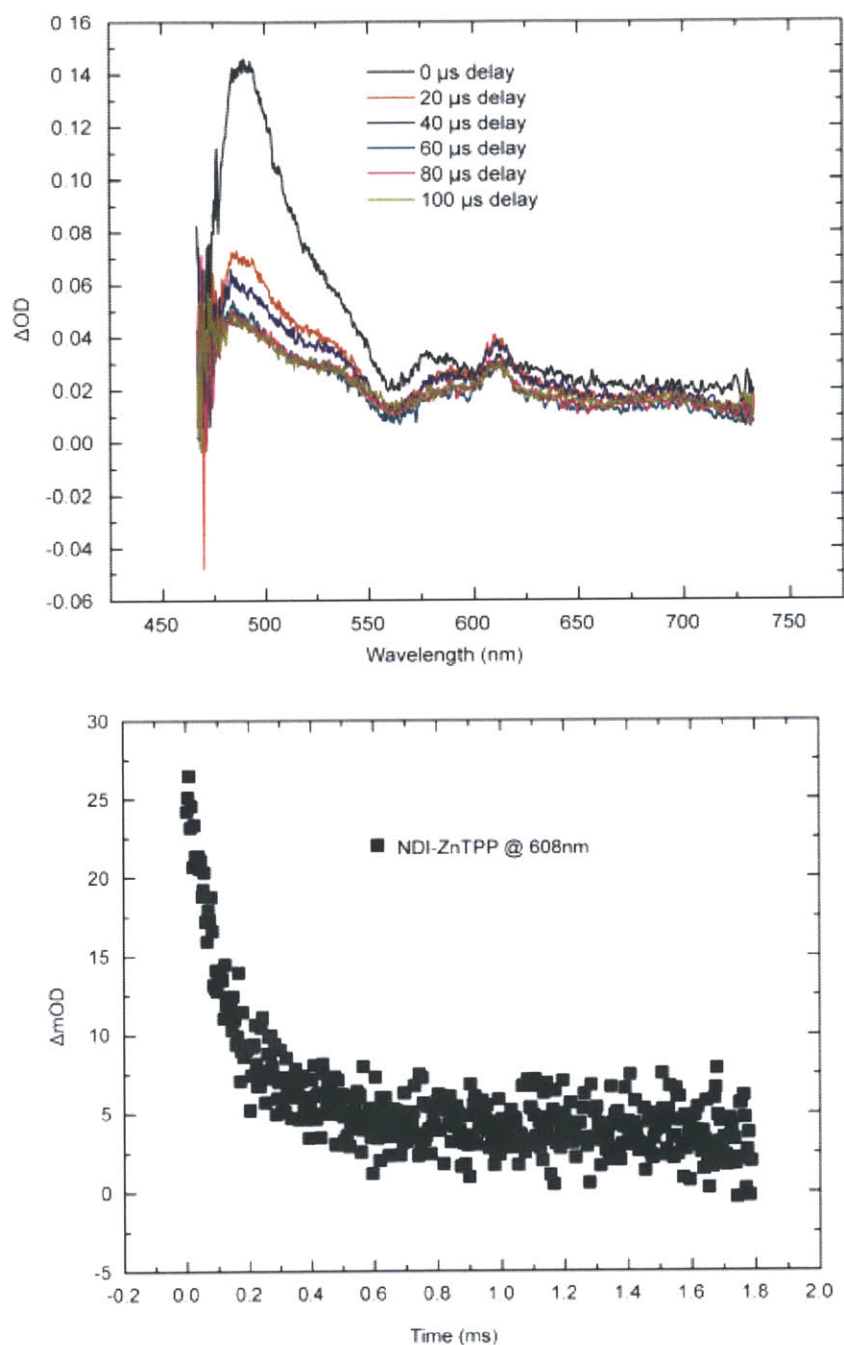 0.16
0.14
0.12
0.10
0.08
0.06
0.04
0.02
0.00
-0.02
-0.04
-0.06
ΔOD
0 µs delay
20 µs delay
40 µs delay
60 µs delay
80 µs delay
100 µs delay
450 500 550 600 650 700 750
Wavelength (nm)
30
25
20
15
10
5
0
-5
ΔmOD
NDI-ZnTPP @ 608nm
-0.2 0.0 0.2 0.4 0.6 0.8 1.0 1.2 1.4 1.6 1.8 2.0
Time (ms)